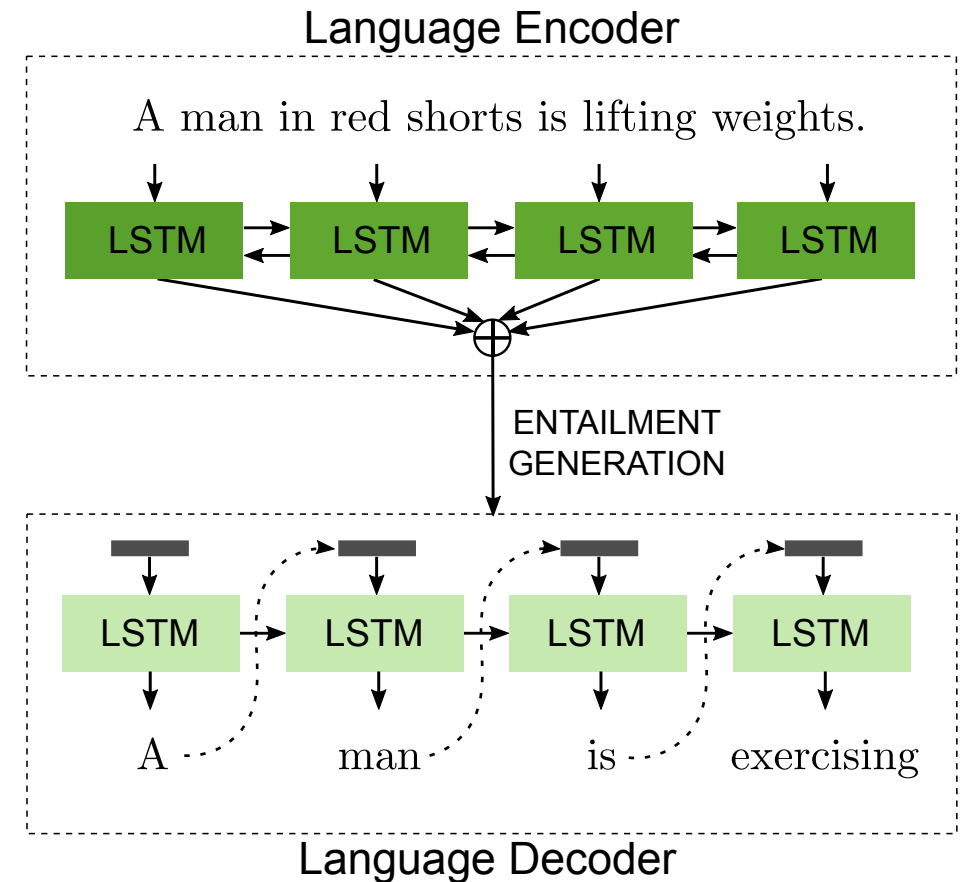 Language Encoder
A man in red shorts is lifting weights.
LSTM LSTM LSTM LSTM
ENTAILMENT
GENERATION
LSTM LSTM LSTM LSTM
A man is exercising
Language Decoder